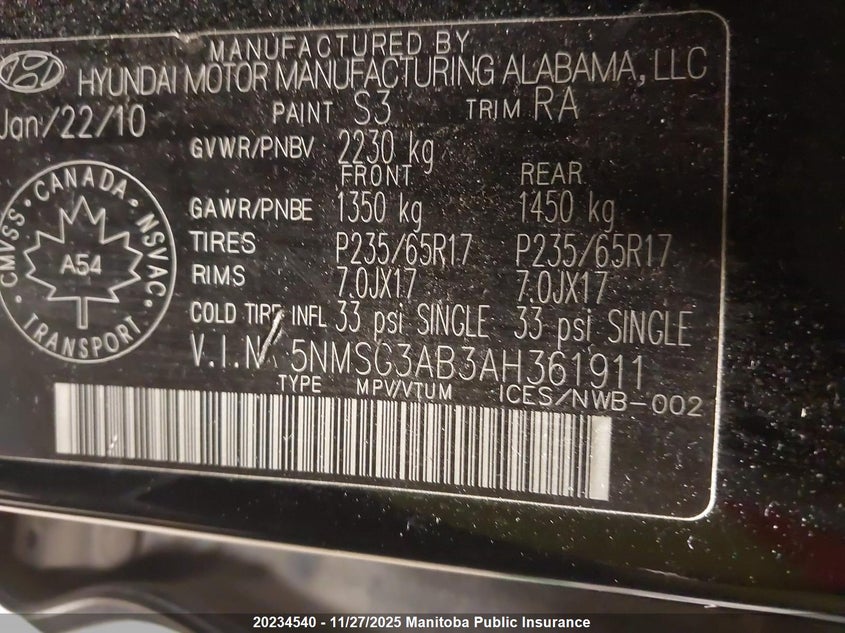 MANUFACTURED BY
HYUNDAI MOTOR MANUFACTURING ALABAMA, LLC
Jan/22/10 PAINT S3 TRIM RA
GVWR/PNBV 2230 kg
FRONT REAR
GAWR/PNBE 1350 kg 1450 kg
TIRES P235/65R17 P235/65R17
RIMS 7.0JX17 7.0JX17
COLD TIRE INFL 33 psi SINGLE 33 psi SINGLE
V.I.N. 5NMSG3AB3AH361911
TYPE MPV/VTUM ICES/NWB-002
CANADA
CMVSS NSVAC
A54
TRANSPORT
20234540 - 11/27/2025 Manitoba Public Insurance